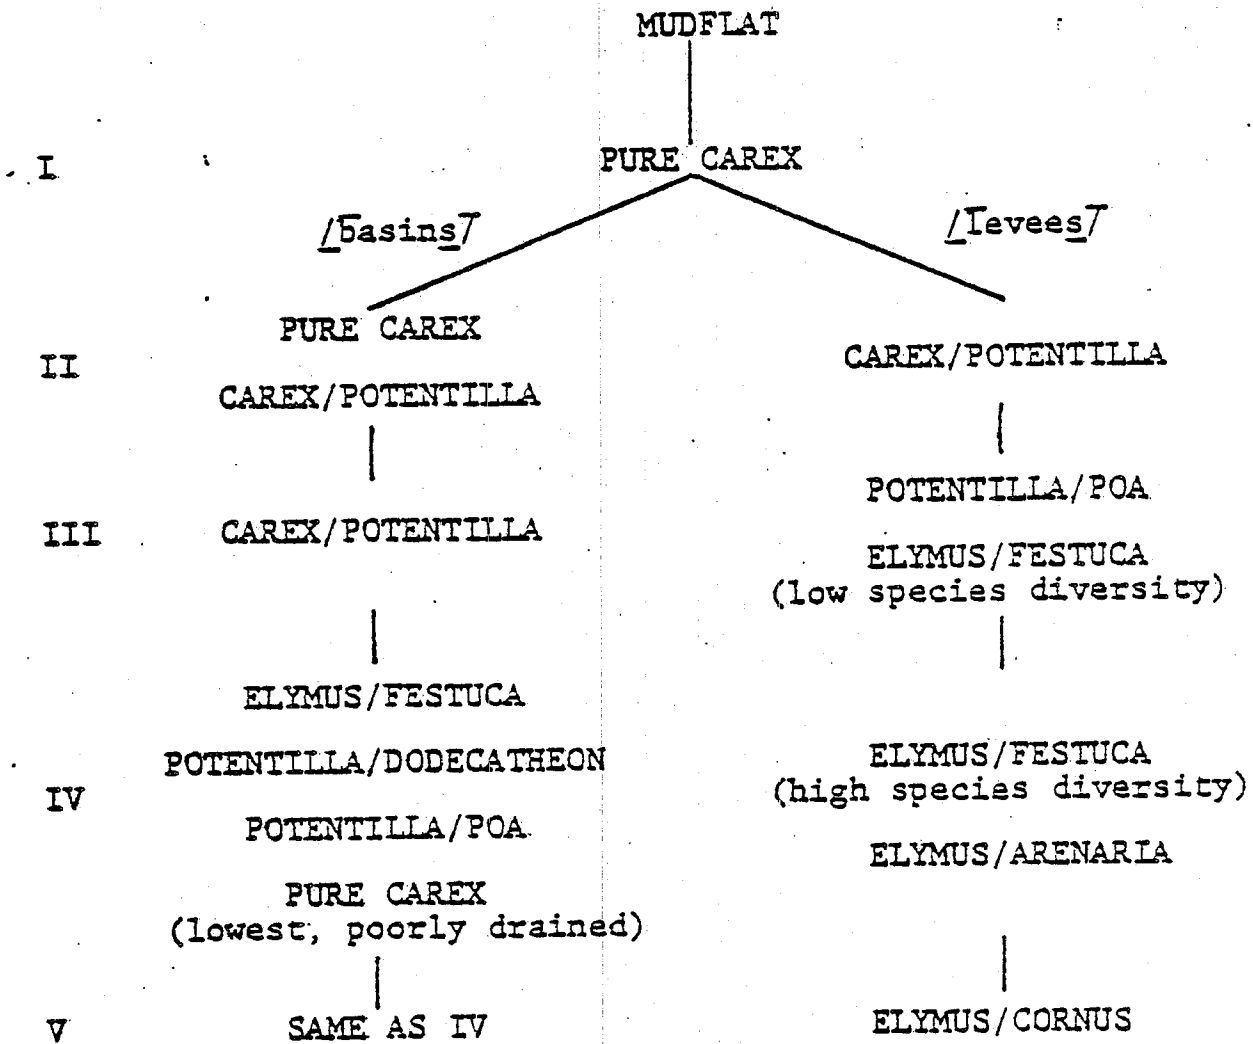 MUDFLAT
I
PURE CAREX
[basins]
[levees]
PURE CAREX
II
CAREX/POTENTILLA
CAREX/POTENTILLA
POTENTILLA/POA
III
CAREX/POTENTILLA
ELYMUS/FESTUCA
(low species diversity)
ELYMUS/FESTUCA
POTENTILLA/DODECATHEON
ELYMUS/FESTUCA
(high species diversity)
IV
POTENTILLA/POA
ELYMUS/ARENARIA
PURE CAREX
(lowest, poorly drained)
V
SAME AS IV
ELYMUS/CORNUS